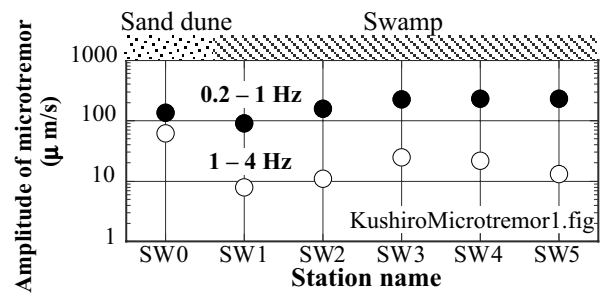 Sand dune Swamp
Amplitude of microtremor
(μ m/s)
1000
100
10
1
0.2 – 1 Hz
1 – 4 Hz
KushiroMicrotremor1.fig
SW0 SW1 SW2 SW3 SW4 SW5
Station name